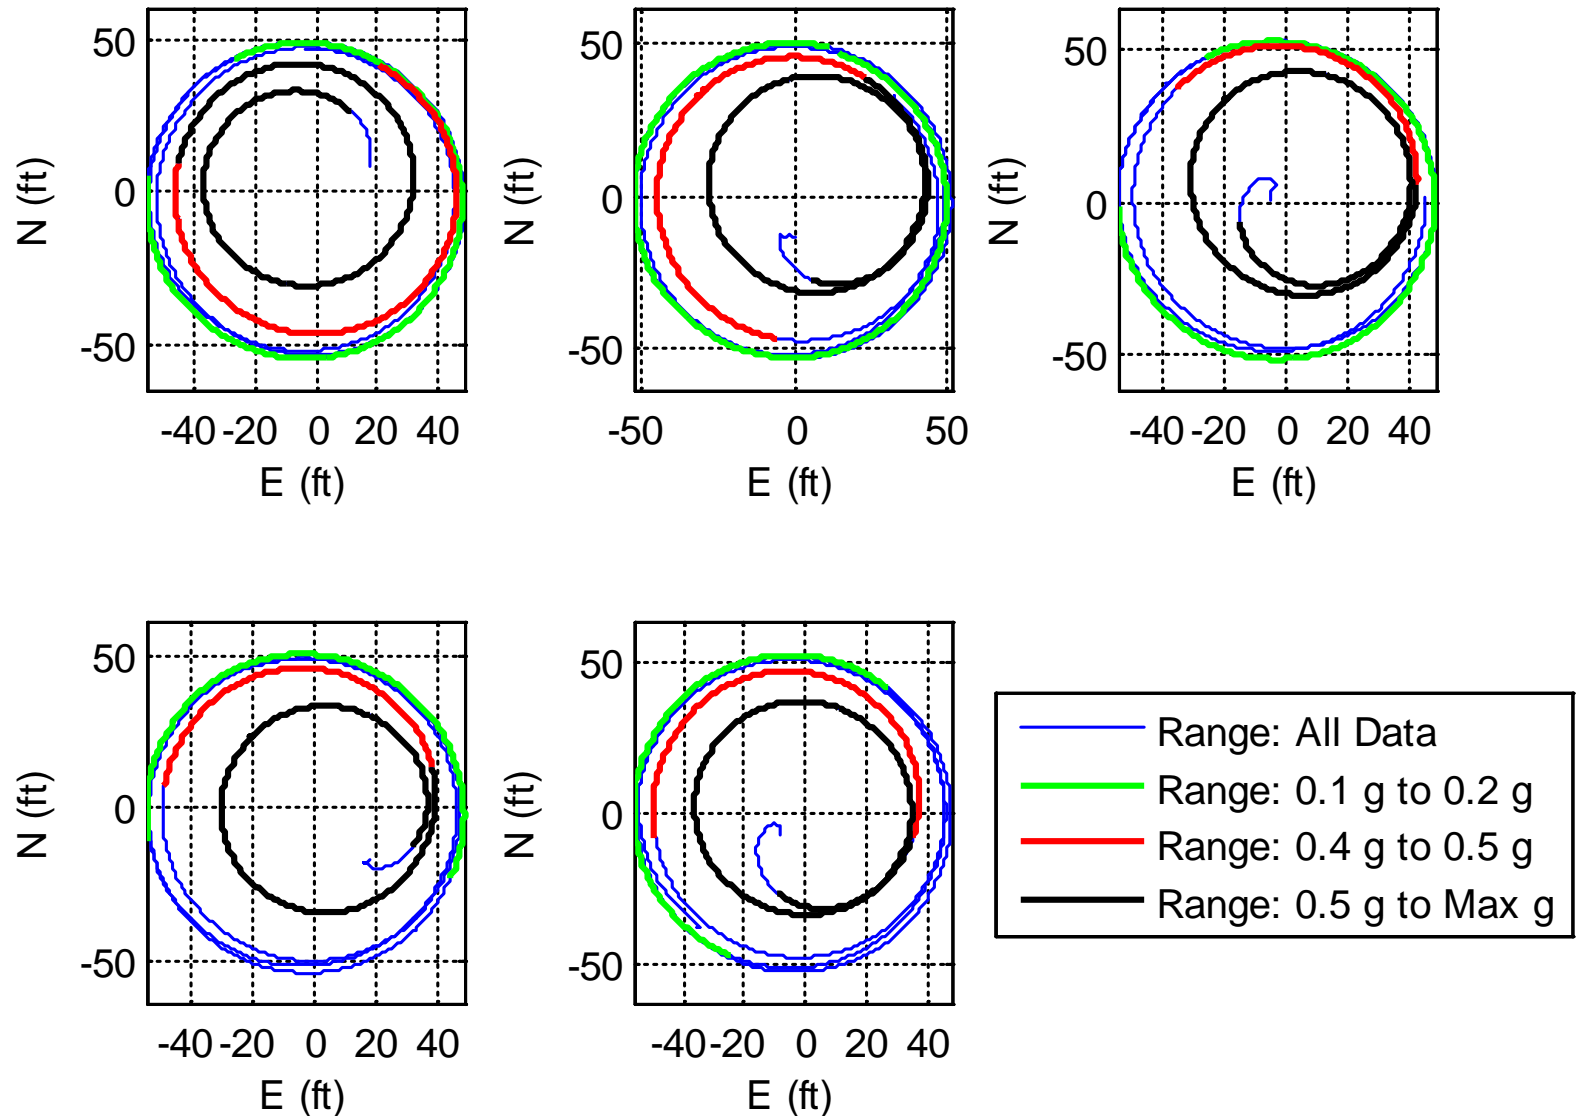 50
0
-50
N (ft)
-40 -20 0 20 40
E (ft)
50
0
-50
N (ft)
-50 0 50
E (ft)
50
0
-50
N (ft)
-40 -20 0 20 40
E (ft)
50
0
-50
N (ft)
-40 -20 0 20 40
E (ft)
50
0
-50
N (ft)
-40 -20 0 20 40
E (ft)
Range: All Data
Range: 0.1 g to 0.2 g
Range: 0.4 g to 0.5 g
Range: 0.5 g to Max g